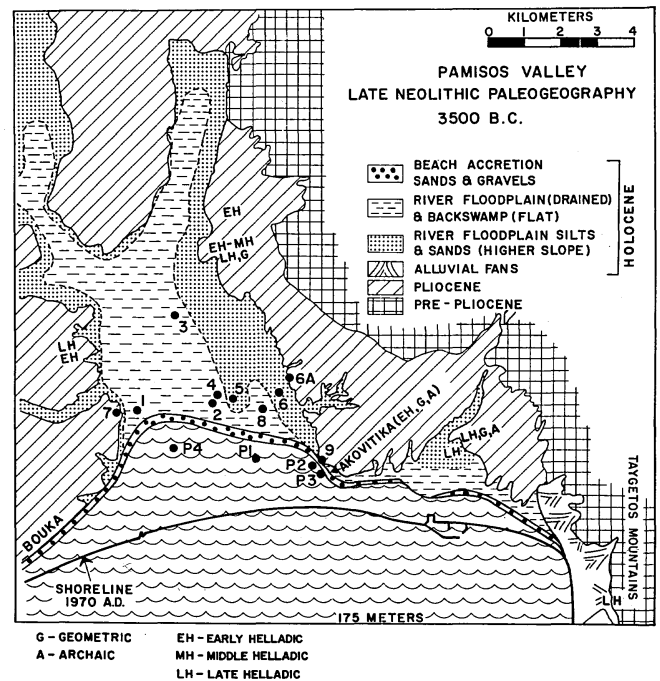 KILOMETERS
0 1 2 3 4
PAMISOS VALLEY
LATE NEOLITHIC PALEOGEOGRAPHY
3500 B.C.
BEACH ACCRETION
SANDS & GRAVELS
RIVER FLOODPLAIN (DRAINED)
& BACKSWAMP (FLAT)
RIVER FLOODPLAIN SILTS
& SANDS (HIGHER SLOPE)
ALLUVIAL FANS
PLIOCENE
PRE-PLIOCENE
HOLOCENE
EH
EH-MH
LH,G
3
LH
EH
6A
4
5
6
7
1
2
8
P4
P1
9
P2
P3
AKOVITIKA (EH,G,A)
LH,G,A
LH
BOUKA
SHORELINE
1970 A.D.
TAYGETOS MOUNTAINS
LH
175 METERS
G - GEOMETRIC
EH - EARLY HELLADIC
A - ARCHAIC
MH - MIDDLE HELLADIC
LH - LATE HELLADIC